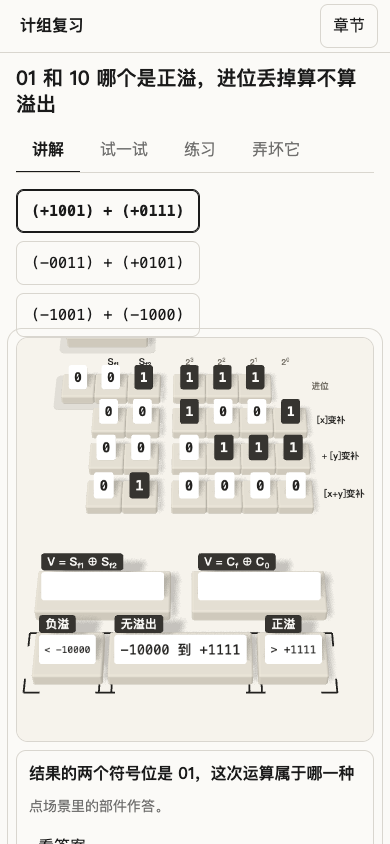 计组复习
章节
01 和 10 哪个是正溢，进位丢掉算不算
溢出
讲解 试一试 练习 弄坏它
(+1001) + (+0111)
(−0011) + (+0101)
(−1001) + (−1000)
Sf1 Sf2 2³ 2² 2¹ 2⁰
0 0 1 1 1 1 进位
0 0 1 0 0 1 [x]变补
0 0 0 1 1 1 + [y]变补
0 1 0 0 0 0 [x+y]变补
V = Sf1 ⊕ Sf2 V = Cf ⊕ C0
负溢 无溢出 正溢
< −10000 −10000 到 +1111 > +1111
结果的两个符号位是 01，这次运算属于哪一种
点场景里的部件作答。
看答案